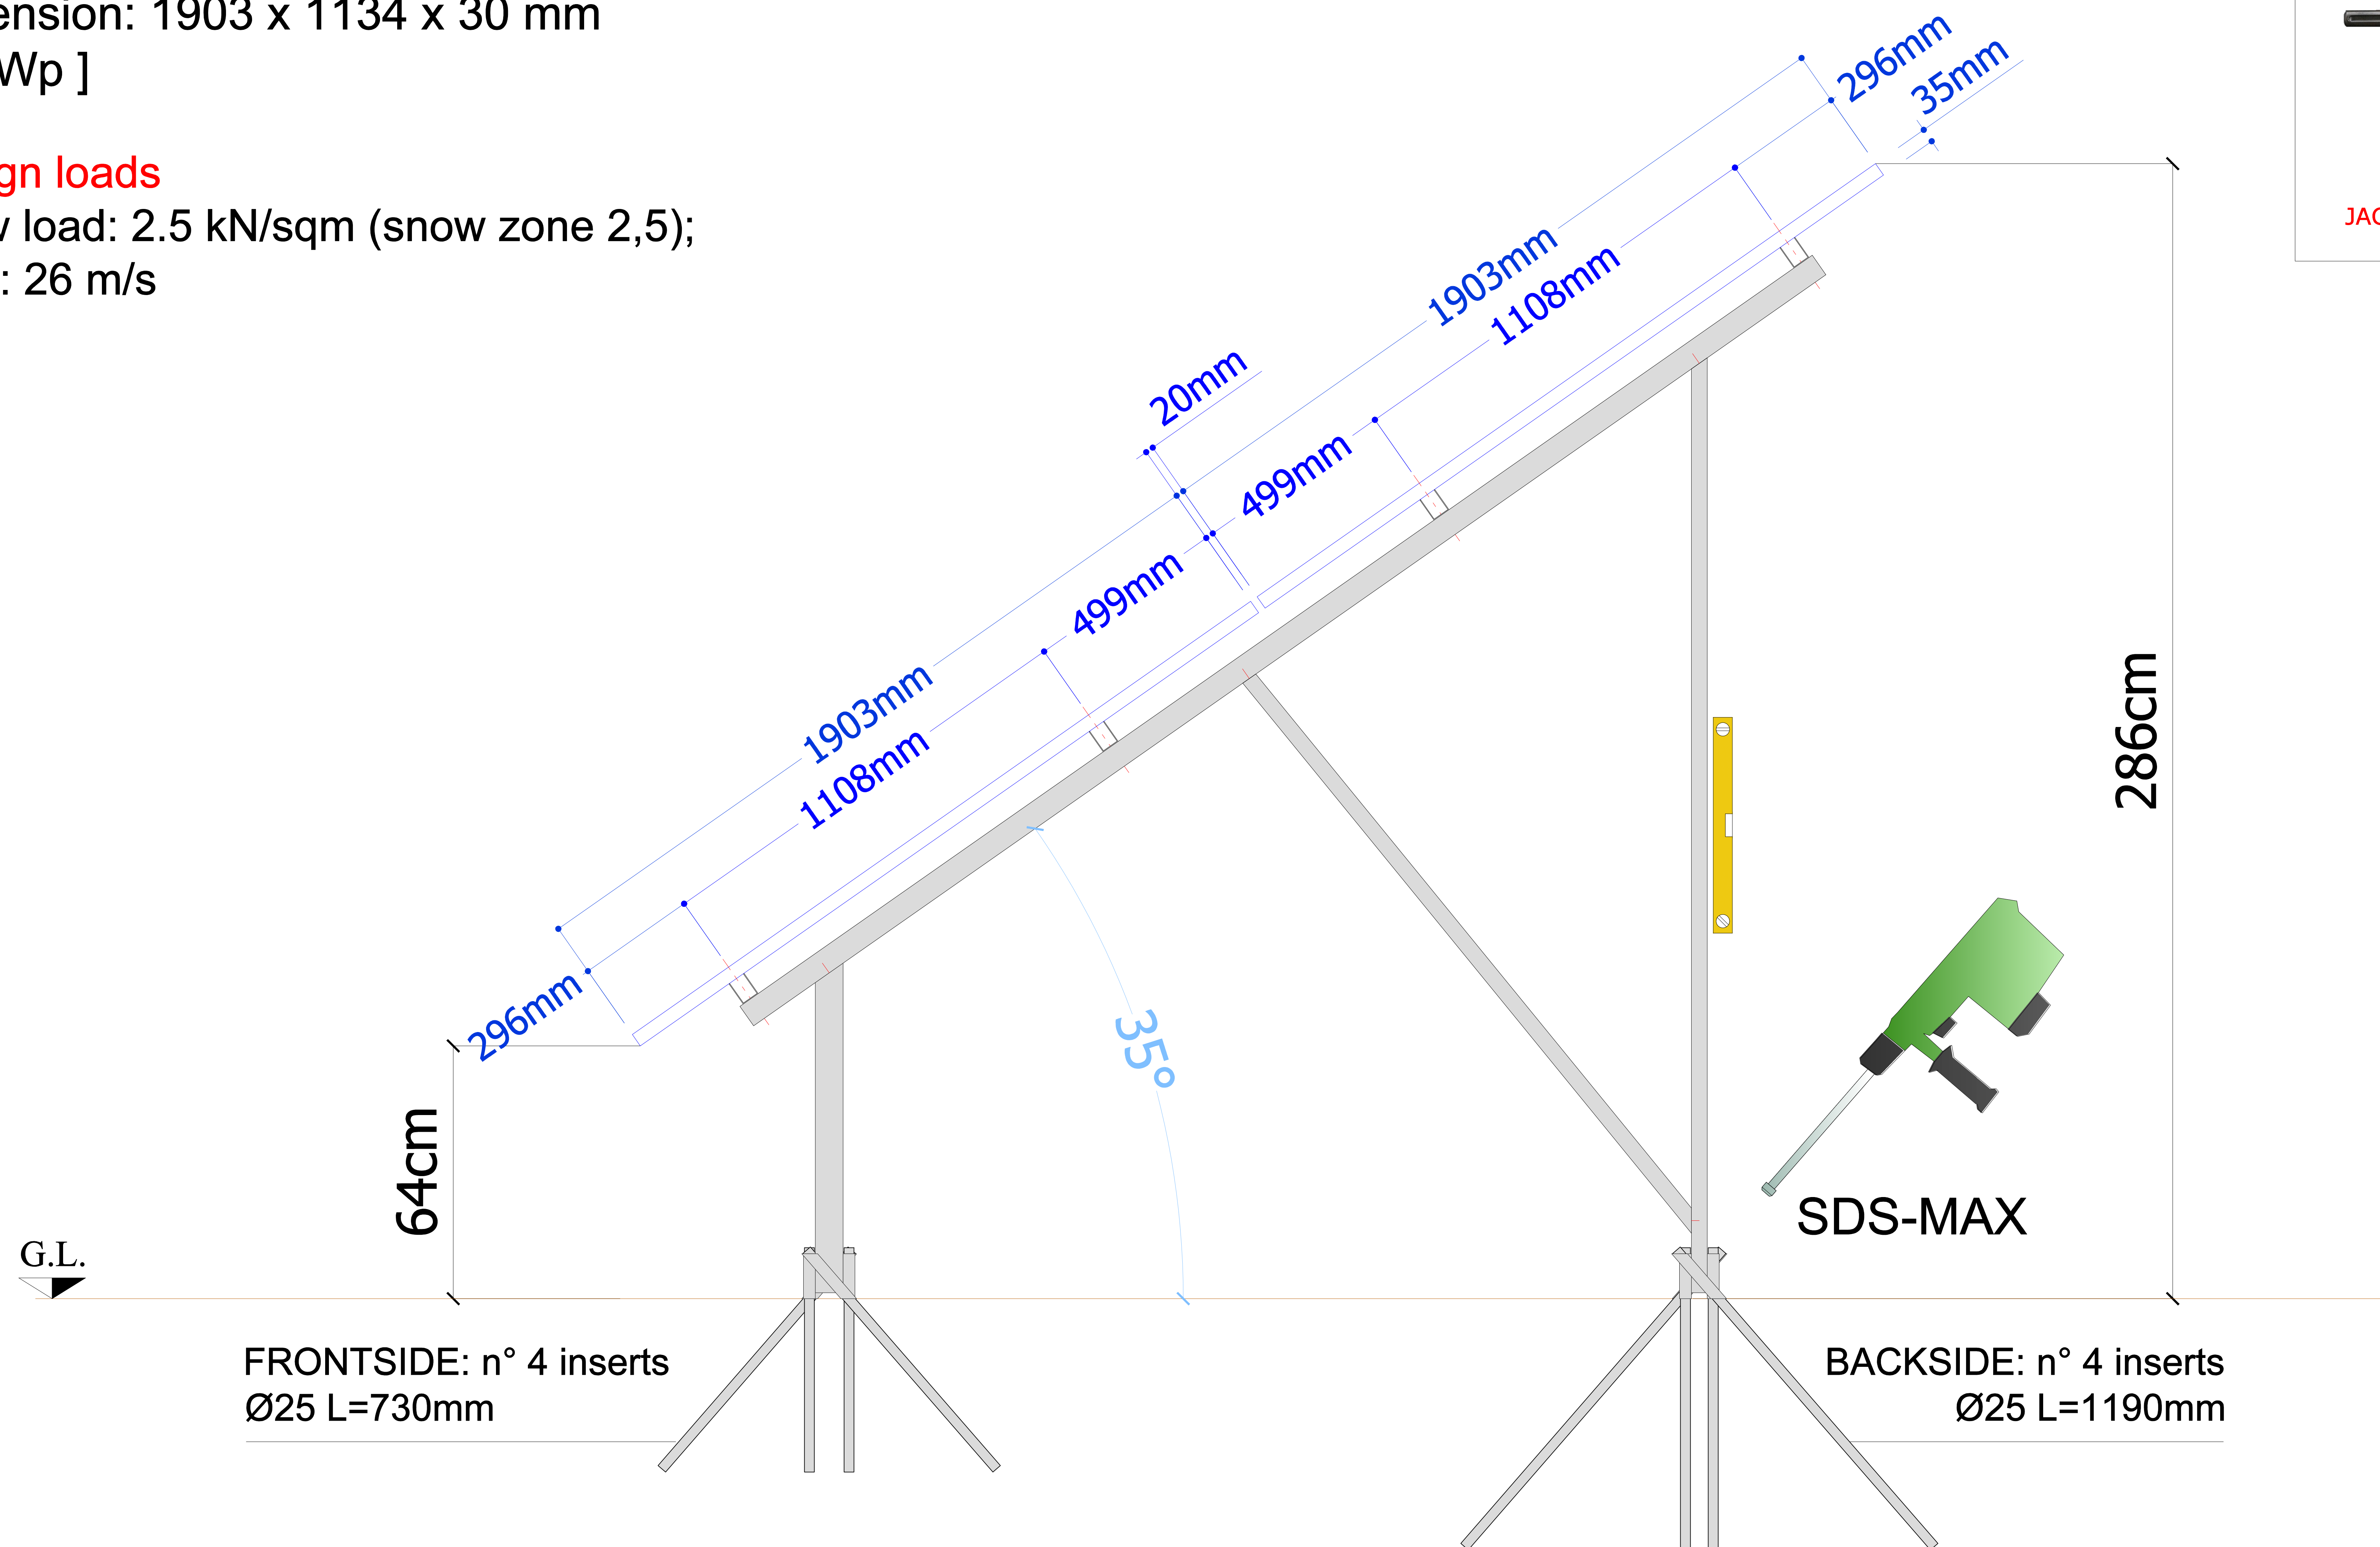 ension: 1903 x 1134 x 30 mm
Wp ]
gn loads
w load: 2.5 kN/sqm (snow zone 2,5);
: 26 m/s
296mm
35mm
1903mm
1108mm
20mm
499mm
499mm
1903mm
1108mm
296mm
286cm
64cm
35°
JAC
SDS-MAX
G.L.
FRONTSIDE: n° 4 inserts
Ø25 L=730mm
BACKSIDE: n° 4 inserts
Ø25 L=1190mm